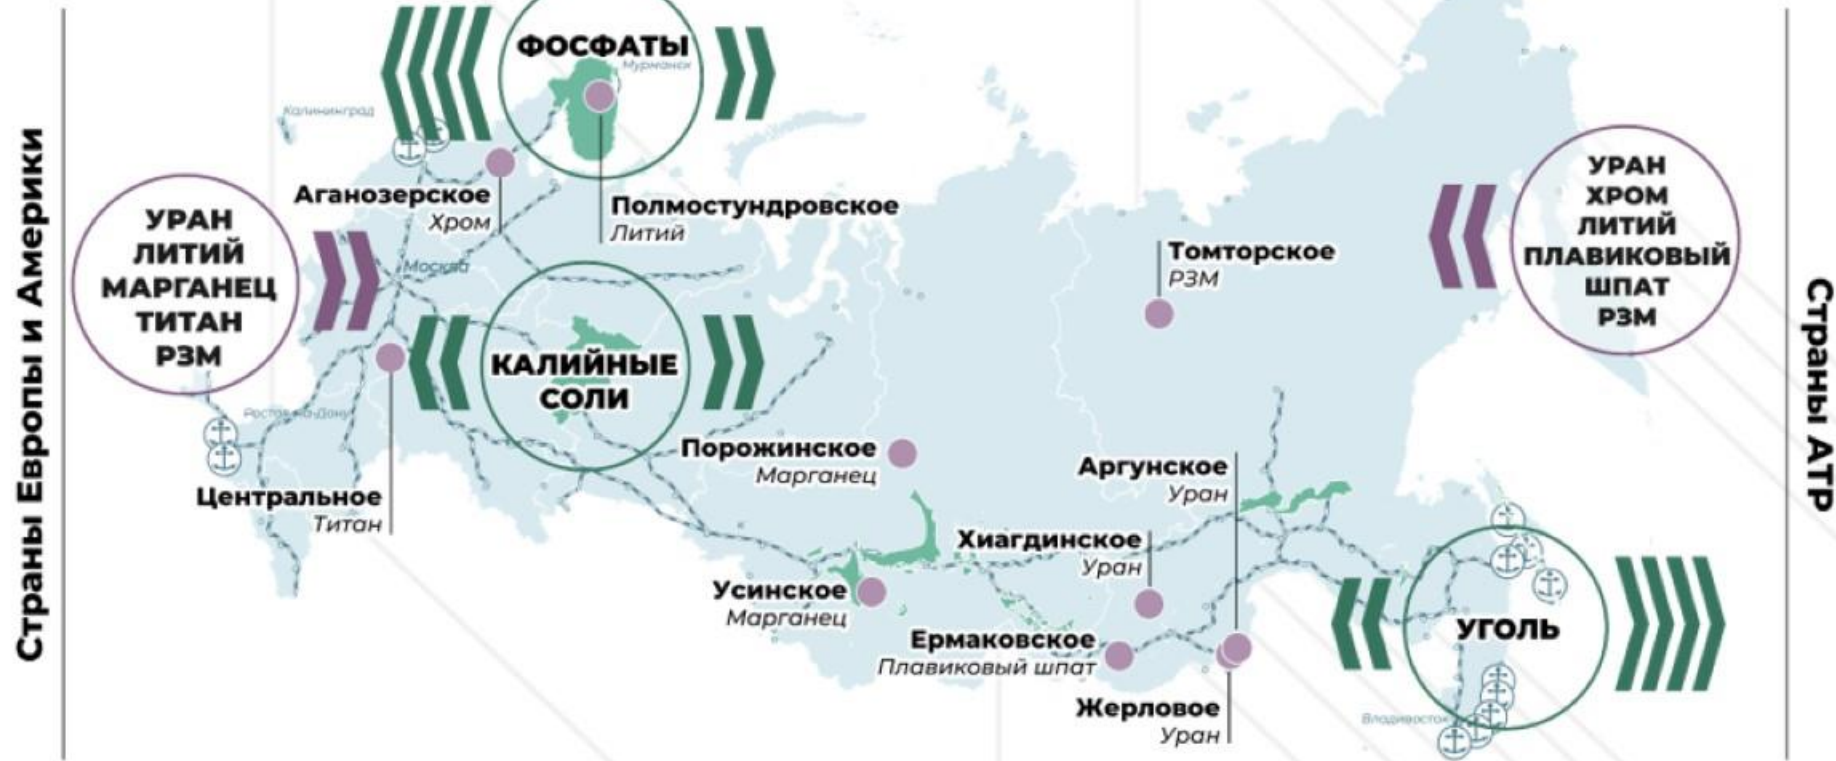 ФОСФАТЫ
Мурманск
Калининград
Аганозерское
Хром
Полмостундровское
Литий
УРАН
ЛИТИЙ
МАРГАНЕЦ
ТИТАН
РЗМ
Москва
Томторское
РЗМ
УРАН
ХРОМ
ЛИТИЙ
ПЛАВИКОВЫЙ
ШПАТ
РЗМ
Страны Европы и Америки
Страны АТР
КАЛИЙНЫЕ
СОЛИ
Ростов-на-Дону
Порожинское
Марганец
Аргунское
Уран
Центральное
Титан
Хиагдинское
Уран
Усинское
Марганец
Ермаковское
Плавиковый шпат
УГОЛЬ
Жерловое
Уран
Владивосток